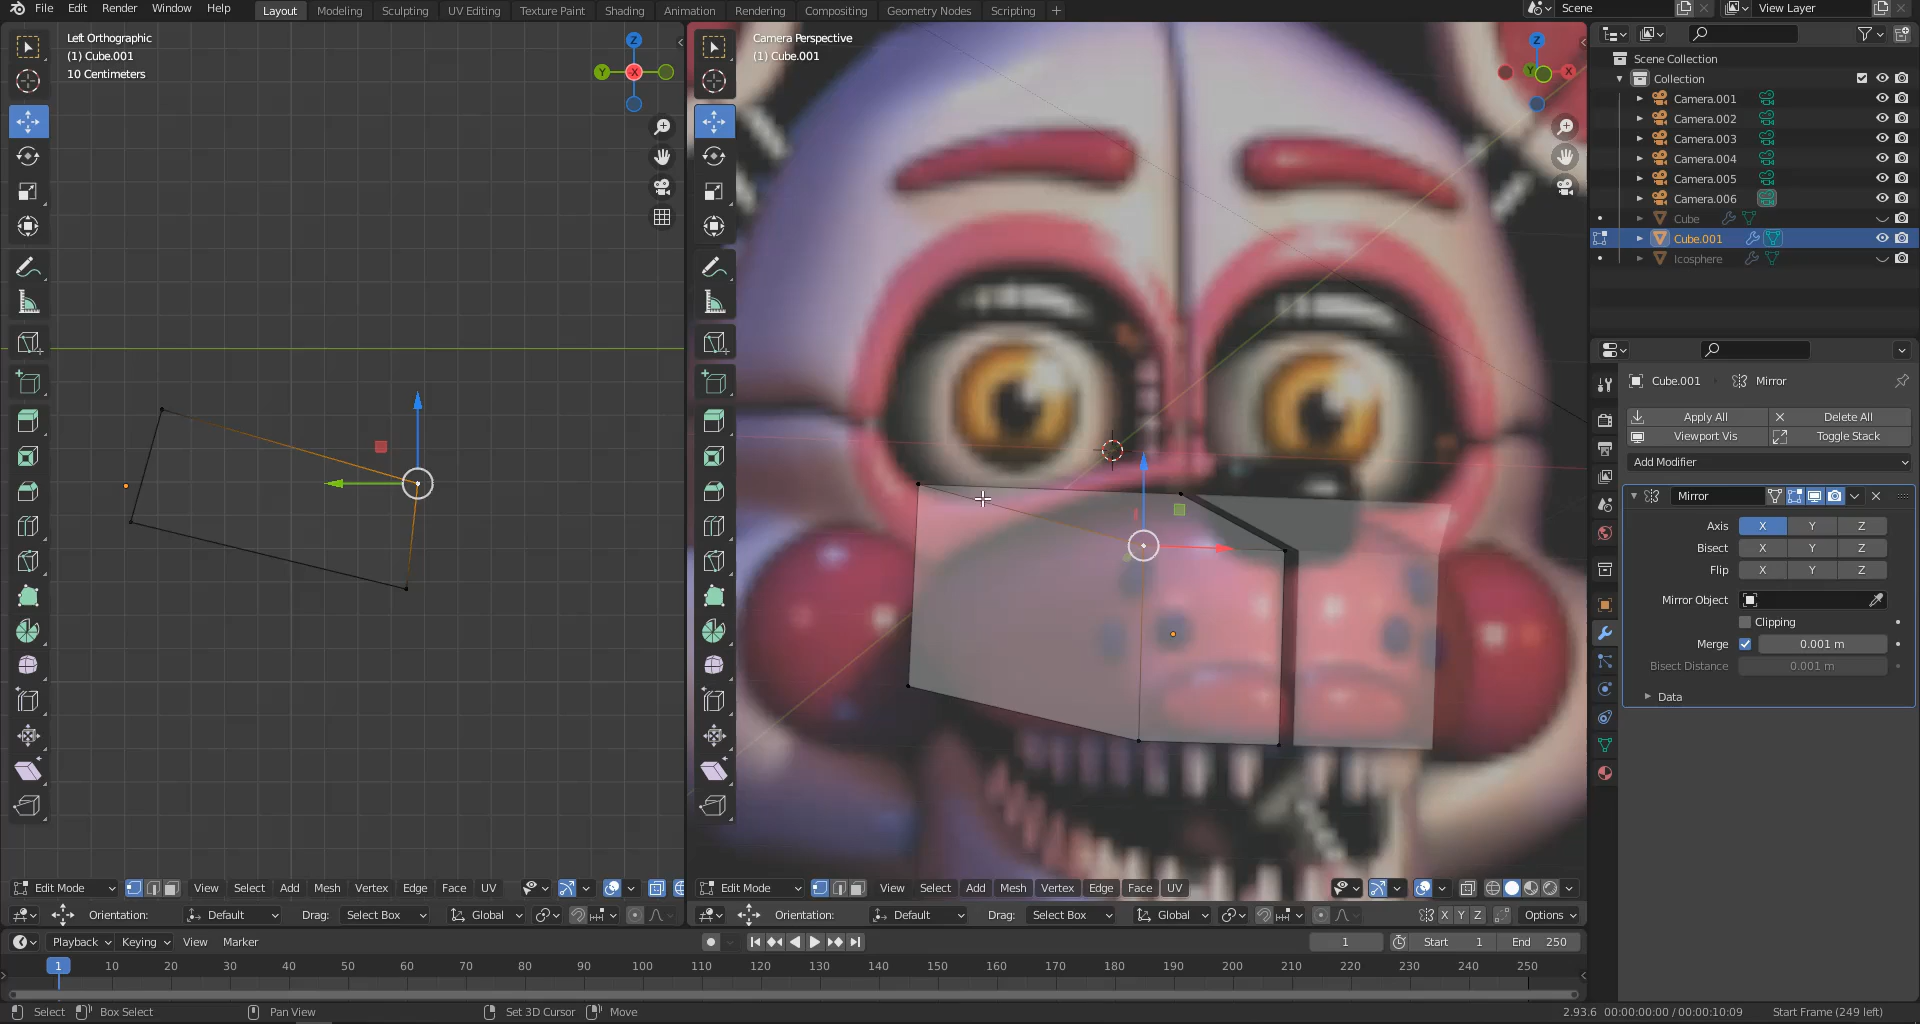 File Edit Render Window Help Layout Modeling Sculpting UV Editing Texture Paint Shading Animation Rendering Compositing Geometry Nodes Scripting + Scene View Layer
Left Orthographic
(1) Cube.001
10 Centimeters
Z
Y
X
Camera Perspective
(1) Cube.001
Z
Y
X
Scene Collection
Collection
Camera.001
Camera.002
Camera.003
Camera.004
Camera.005
Camera.006
Cube
Cube.001
Icosphere
Cube.001 Mirror
Apply All Delete All
Viewport Vis Toggle Stack
Add Modifier
Mirror
Axis X Y Z
Bisect X Y Z
Flip X Y Z
Mirror Object
Clipping
Merge 0.001 m
Bisect Distance 0.001 m
Data
Edit Mode View Select Add Mesh Vertex Edge Face UV
Orientation: Default Drag: Select Box Global
Edit Mode View Select Add Mesh Vertex Edge Face UV
Orientation: Default Drag: Select Box Global X Y Z Options
Playback Keying View Marker 1 Start 1 End 250
1 10 20 30 40 50 60 70 80 90 100 110 120 130 140 150 160 170 180 190 200 210 220 230 240 250
Select Box Select Pan View Set 3D Cursor Move 2.93.6 00:00:00:00 / 00:00:10:09 Start Frame (249 left)